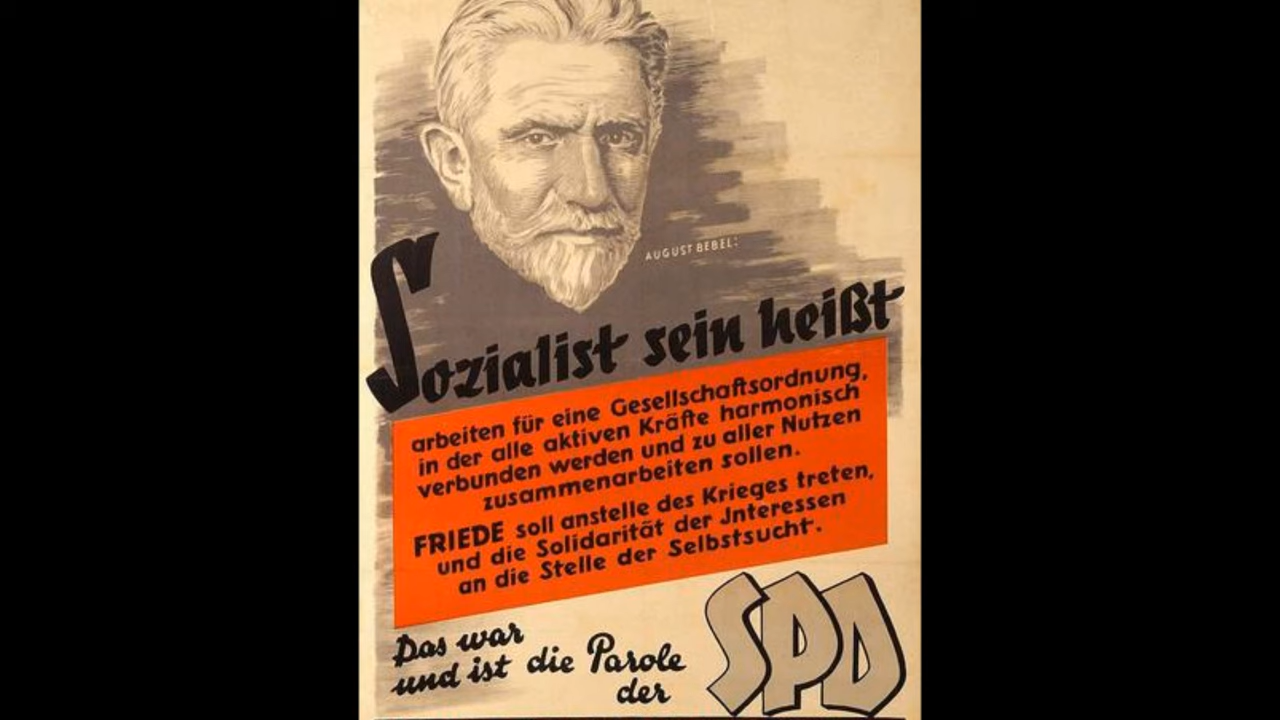 AUGUST BEBEL:
Sozialist sein heißt
arbeiten für eine Gesellschaftsordnung,
in der alle aktiven Kräfte harmonisch
verbunden werden und zu aller Nutzen
zusammenarbeiten sollen.
FRIEDE soll anstelle des Krieges treten,
und die Solidarität der Jnteressen
an die Stelle der Selbstsucht.
Das war
und ist die Parole
der SPD